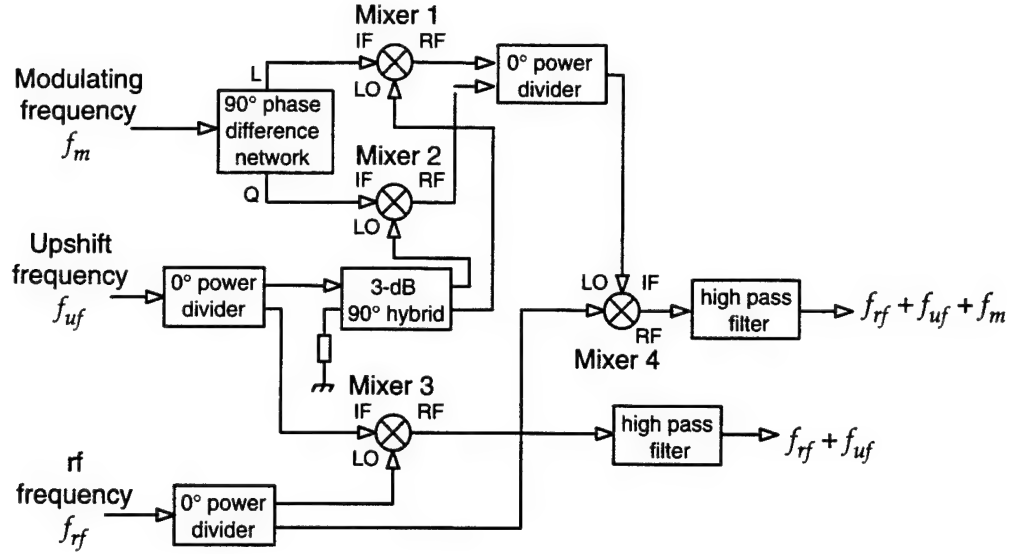 Mixer 1
IF RF
LO
Modulating
frequency
f_m
L
90° phase
difference
network
Q
0° power
divider
Mixer 2
IF RF
LO
Upshift
frequency
f_uf
0° power
divider
3-dB
90° hybrid
LO IF
RF
Mixer 4
high pass
filter
f_rf + f_uf + f_m
Mixer 3
IF RF
LO
high pass
filter
f_rf + f_uf
rf
frequency
f_rf
0° power
divider